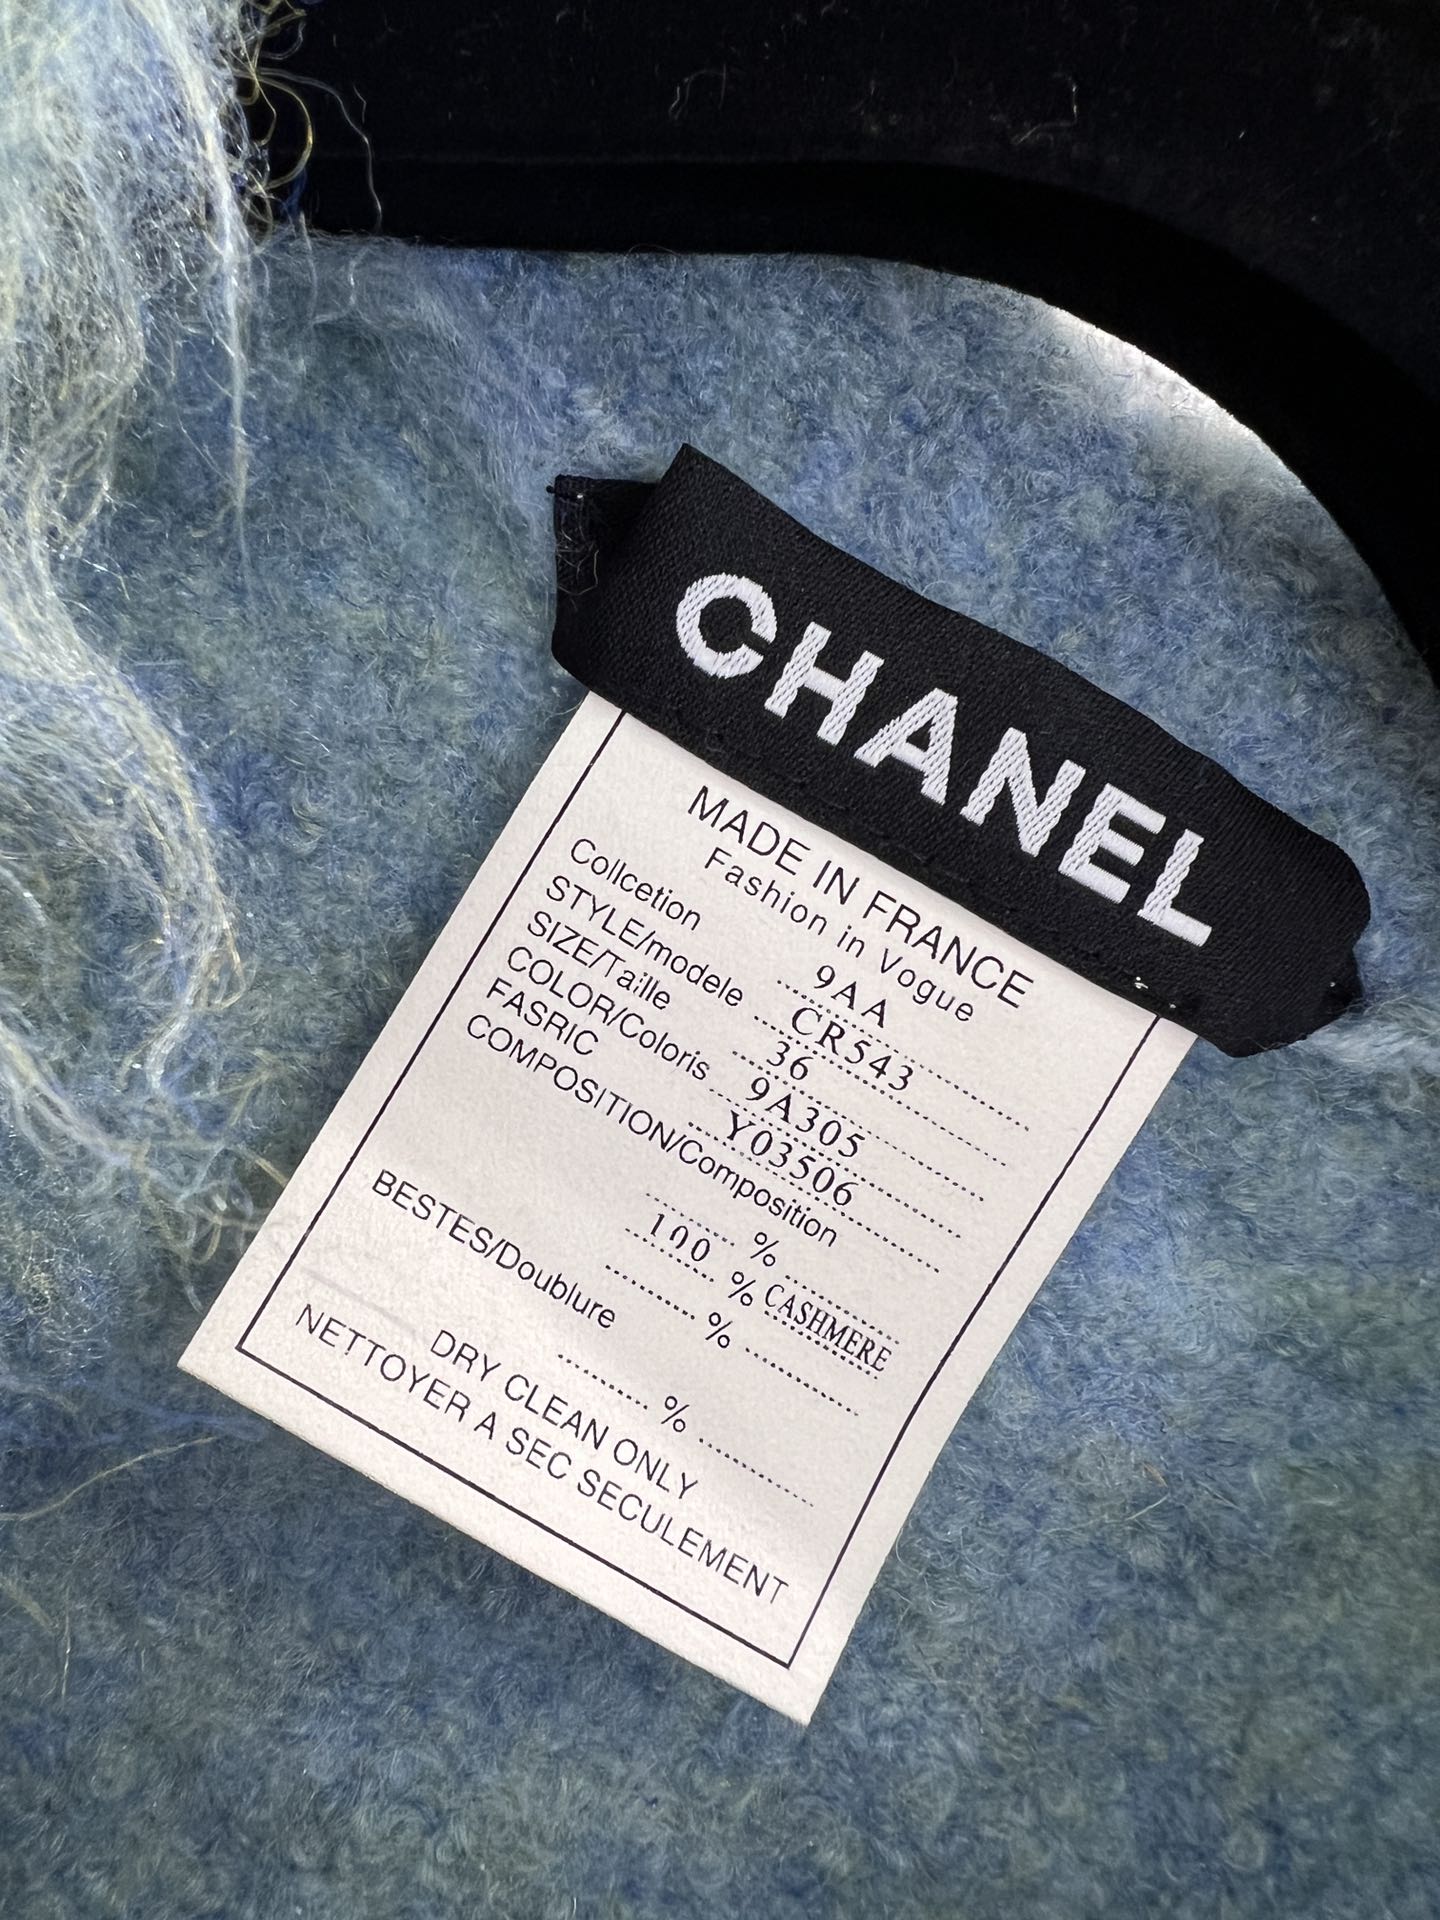 CHANEL
MADE IN FRANCE
Fashion in Vogue
Collcetion 9AA
STYLE/modele CR543
SIZE/Taille 36
COLOR/Coloris 9A305
FASRIC Y03506
COMPOSITION/Composition
%
100 % CASHMERE
%
BESTES/Doublure
%
DRY CLEAN ONLY
NETTOYER A SEC SECULEMENT